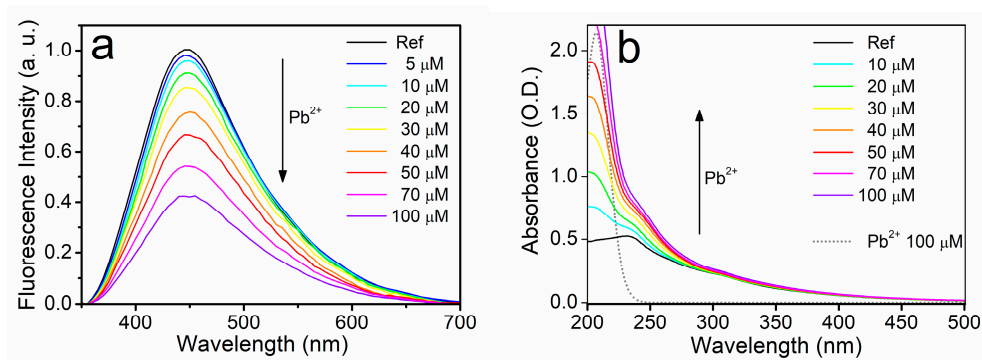 a
Fluorescence Intensity (a. u.)
1.0
0.8
0.6
0.4
0.2
0.0
400
500
600
700
Wavelength (nm)
Pb²⁺
Ref
5 μM
10 μM
20 μM
30 μM
40 μM
50 μM
70 μM
100 μM
b
Absorbance (O.D.)
2.0
1.5
1.0
0.5
0.0
200
250
300
350
400
450
500
Wavelength (nm)
Pb²⁺
Ref
10 μM
20 μM
30 μM
40 μM
50 μM
70 μM
100 μM
Pb²⁺ 100 μM